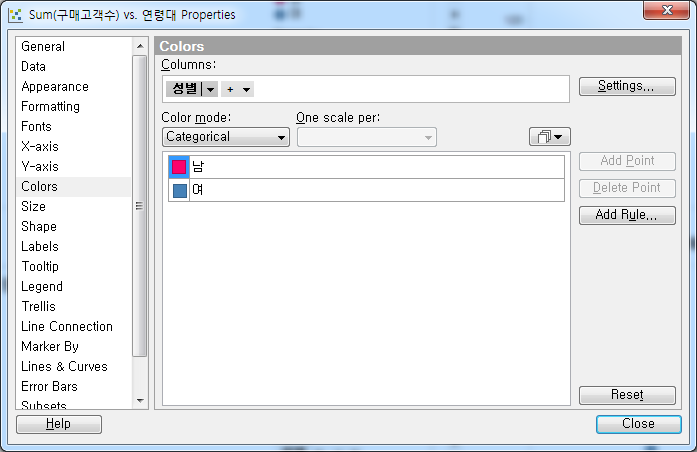 Sum(구매고객수) vs. 연령대 Properties
General
Data
Appearance
Formatting
Fonts
X-axis
Y-axis
Colors
Size
Shape
Labels
Tooltip
Legend
Trellis
Line Connection
Marker By
Lines & Curves
Error Bars
Subsets
Colors
Columns:
성별 +
Settings...
Color mode: One scale per:
Categorical
남
여
Add Point
Delete Point
Add Rule...
Reset
Help
Close